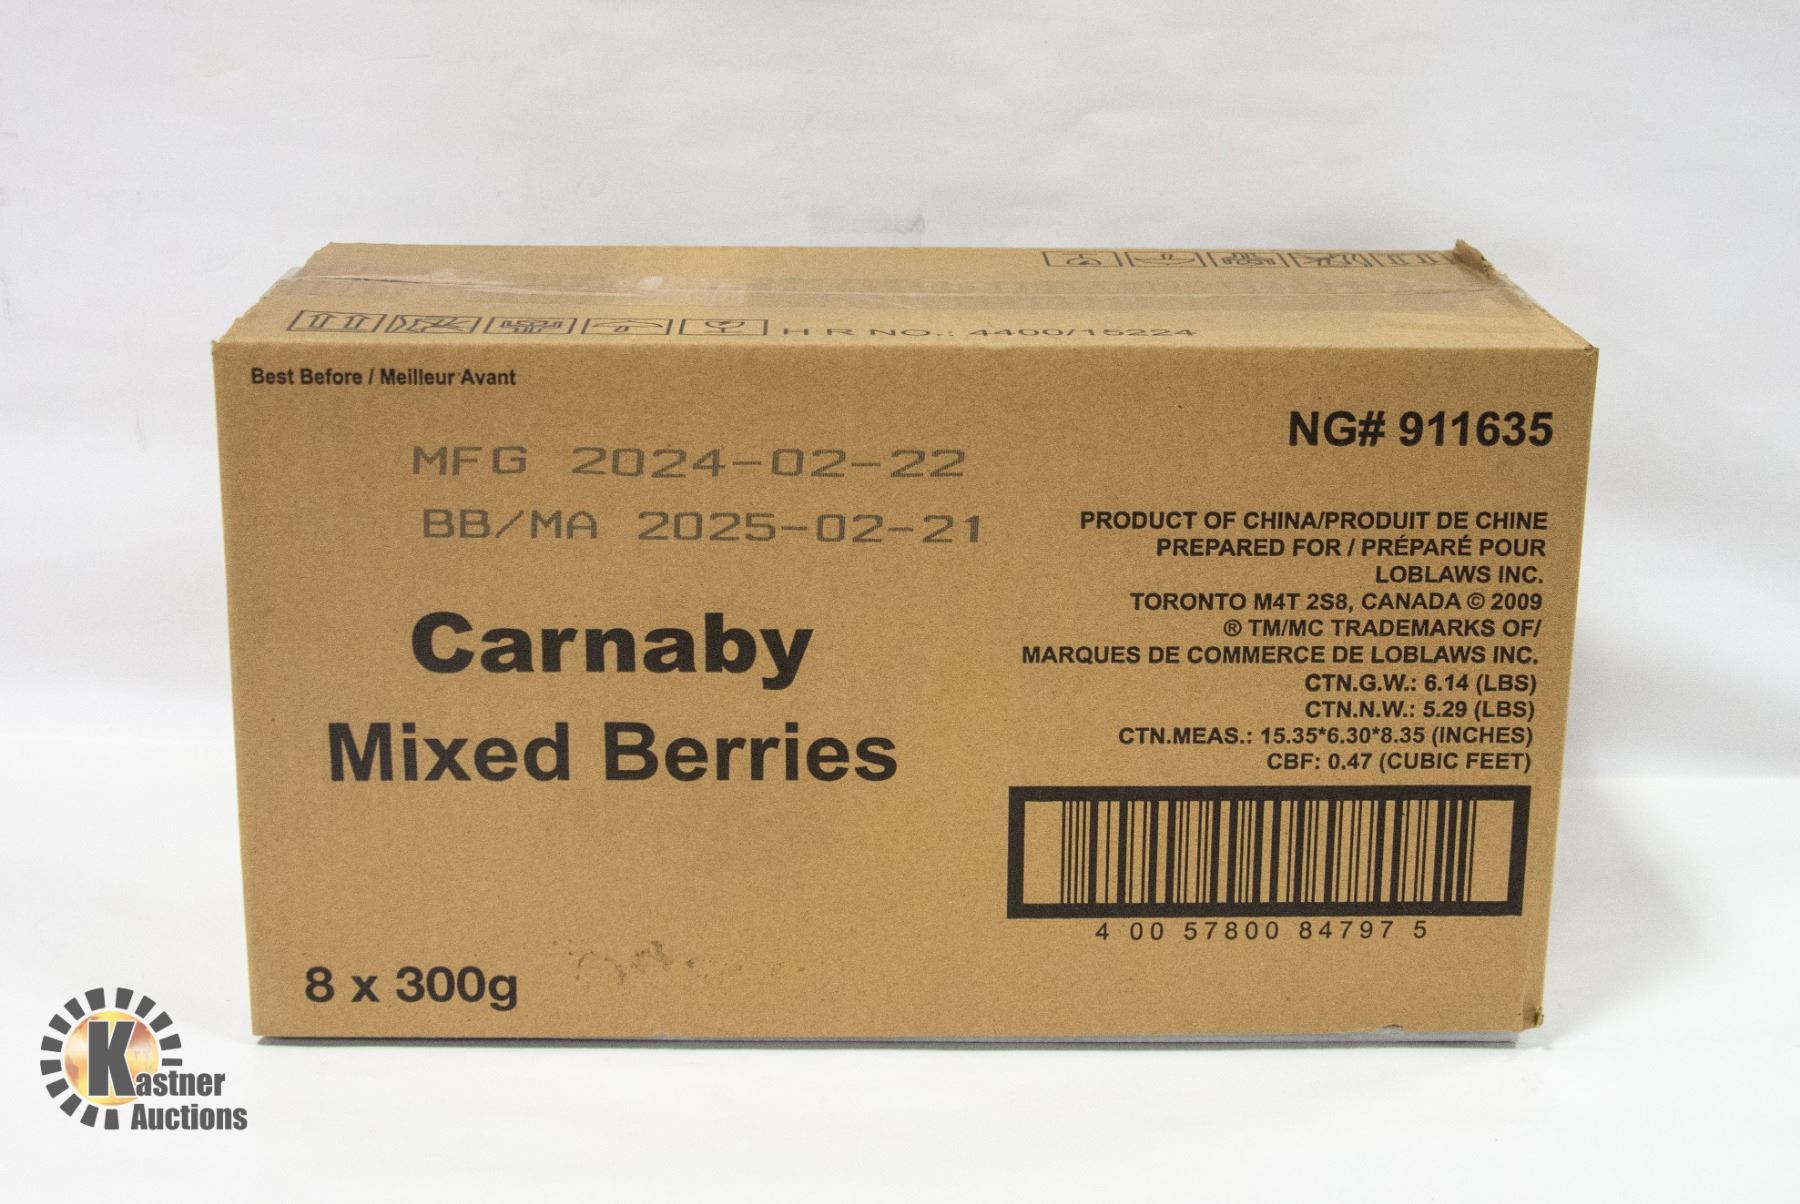 H R NO.: 4400/15224
Best Before / Meilleur Avant
NG# 911635
MFG 2024-02-22
BB/MA 2025-02-21
PRODUCT OF CHINA/PRODUIT DE CHINE
PREPARED FOR / PRÉPARÉ POUR
LOBLAWS INC.
TORONTO M4T 2S8, CANADA © 2009
® TM/MC TRADEMARKS OF/
MARQUES DE COMMERCE DE LOBLAWS INC.
CTN.G.W.: 6.14 (LBS)
CTN.N.W.: 5.29 (LBS)
CTN.MEAS.: 15.35*6.30*8.35 (INCHES)
CBF: 0.47 (CUBIC FEET)
Carnaby
Mixed Berries
4 00 57800 84797 5
8 x 300g
Kastner
Auctions